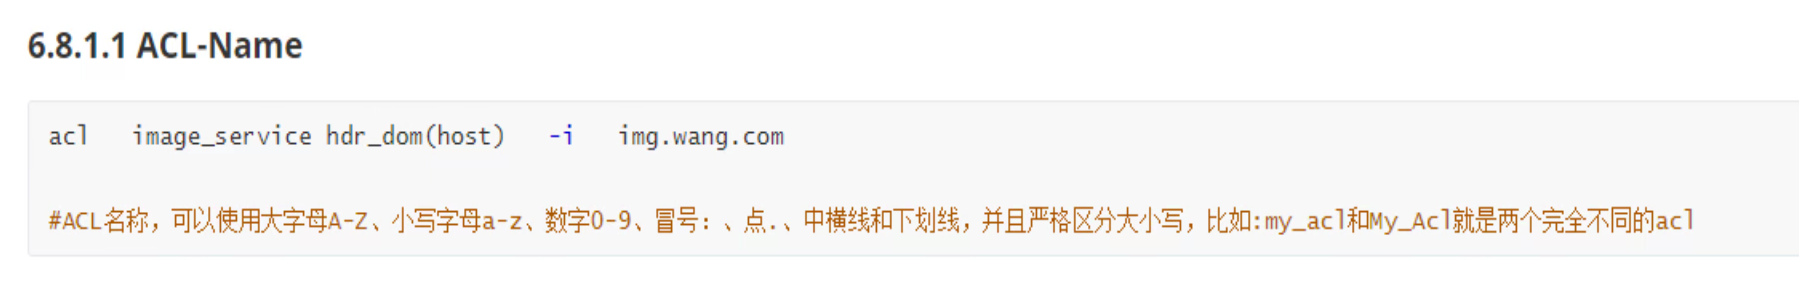 6.8.1.1 ACL-Name
acl   image_service hdr_dom(host)   -i   img.wang.com
#ACL名称，可以使用大字母A-Z、小写字母a-z、数字0-9、冒号：、点.、中横线和下划线，并且严格区分大小写，比如:my_acl和My_Acl就是两个完全不同的acl